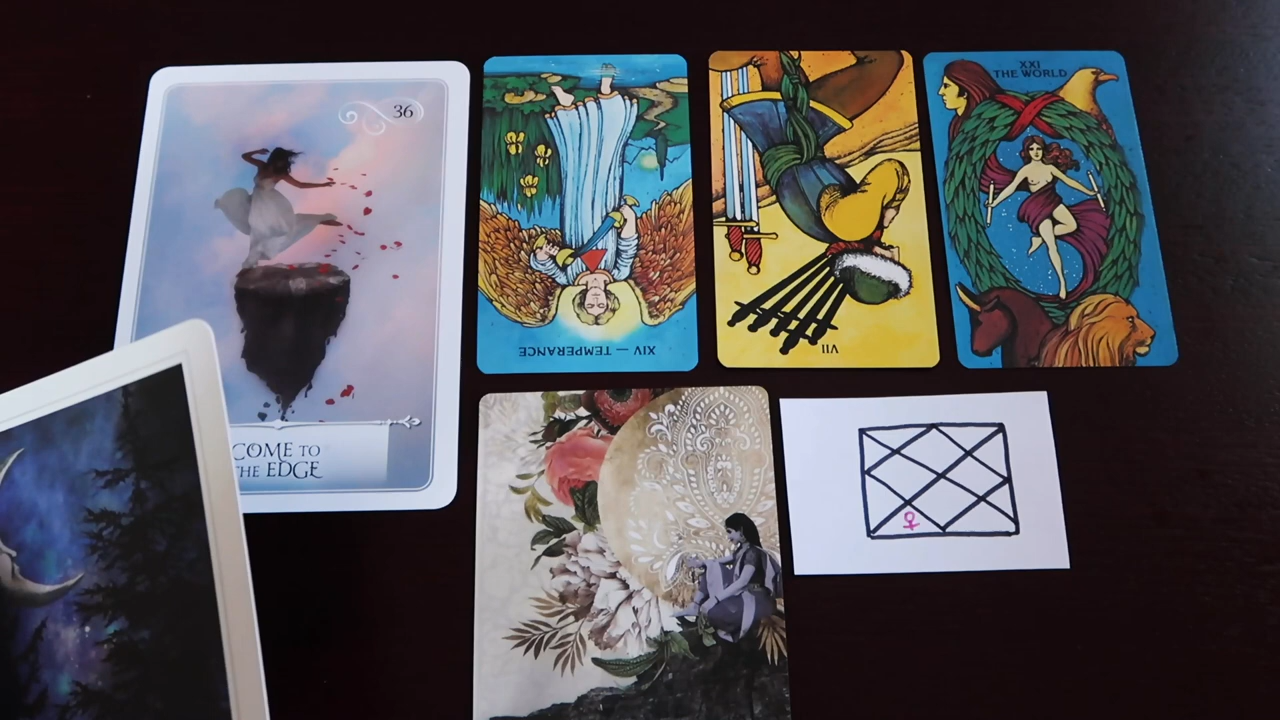 36
COME TO
THE EDGE
XIV — TEMPERANCE
VII
XXI
THE WORLD
♀